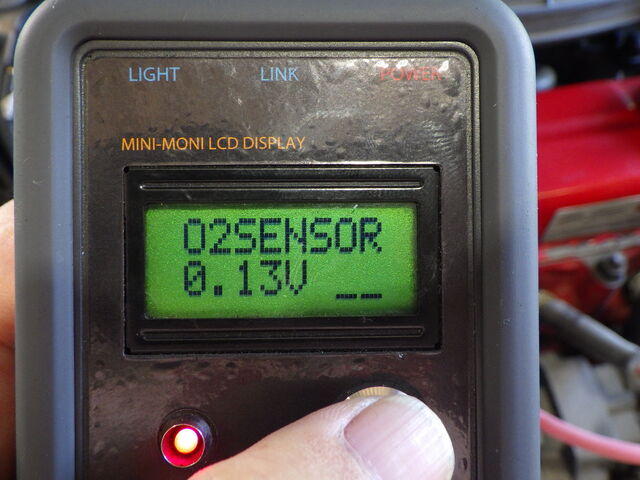 LIGHT LINK POWER
MINI-MONI LCD DISPLAY
O2SENSOR
0.13V __